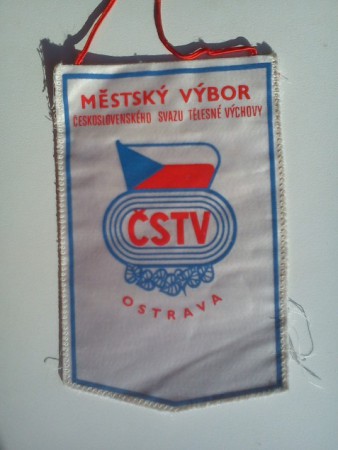 MĚSTSKÝ VÝBOR
ČESKOSLOVENSKÉHO SVAZU TĚLESNÉ VÝCHOVY
ČSTV
OSTRAVA